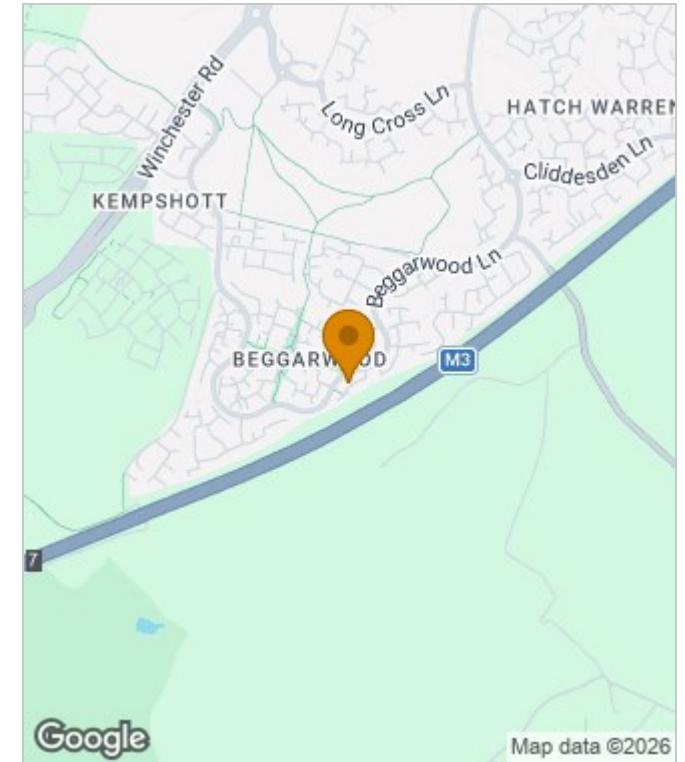 Winchester Rd
Long Cross Ln
HATCH WARREN
Cliddesden Ln
KEMPSHOTT
Beggarwood Ln
BEGGARWOOD
M3
7
Google
Map data ©2026